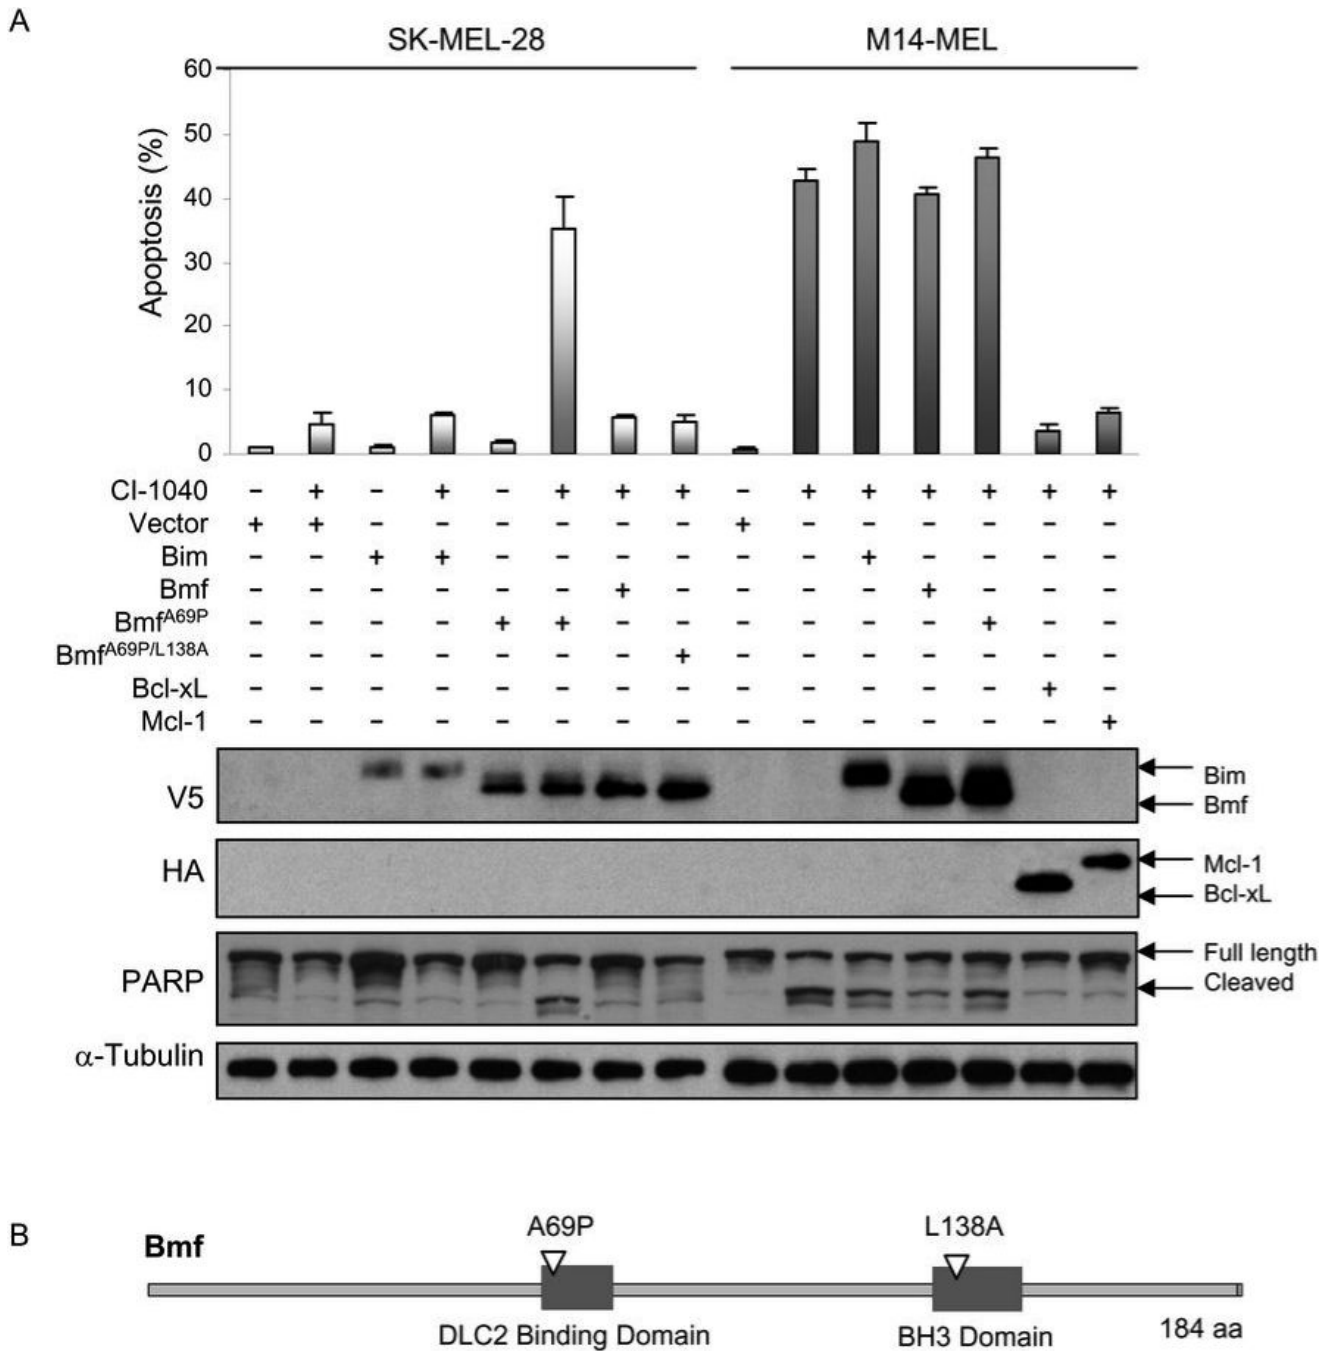 A
SK-MEL-28 M14-MEL
Apoptosis (%)
60
50
40
30
20
10
0
CI-1040 – + – + – + + + – + + + + + +
Vector + + – – – – – – + – – – – – –
Bim – – + + – – – – – – + – – – –
Bmf – – – – – – + – – – – + – – –
Bmf^A69P – – – – + + – – – – – – + – –
Bmf^A69P/L138A – – – – – – – + – – – – – – –
Bcl-xL – – – – – – – – – – – – – + –
Mcl-1 – – – – – – – – – – – – – – +
V5
Bim
Bmf
HA
Mcl-1
Bcl-xL
PARP
Full length
Cleaved
α-Tubulin
B
Bmf
A69P L138A
DLC2 Binding Domain BH3 Domain 184 aa